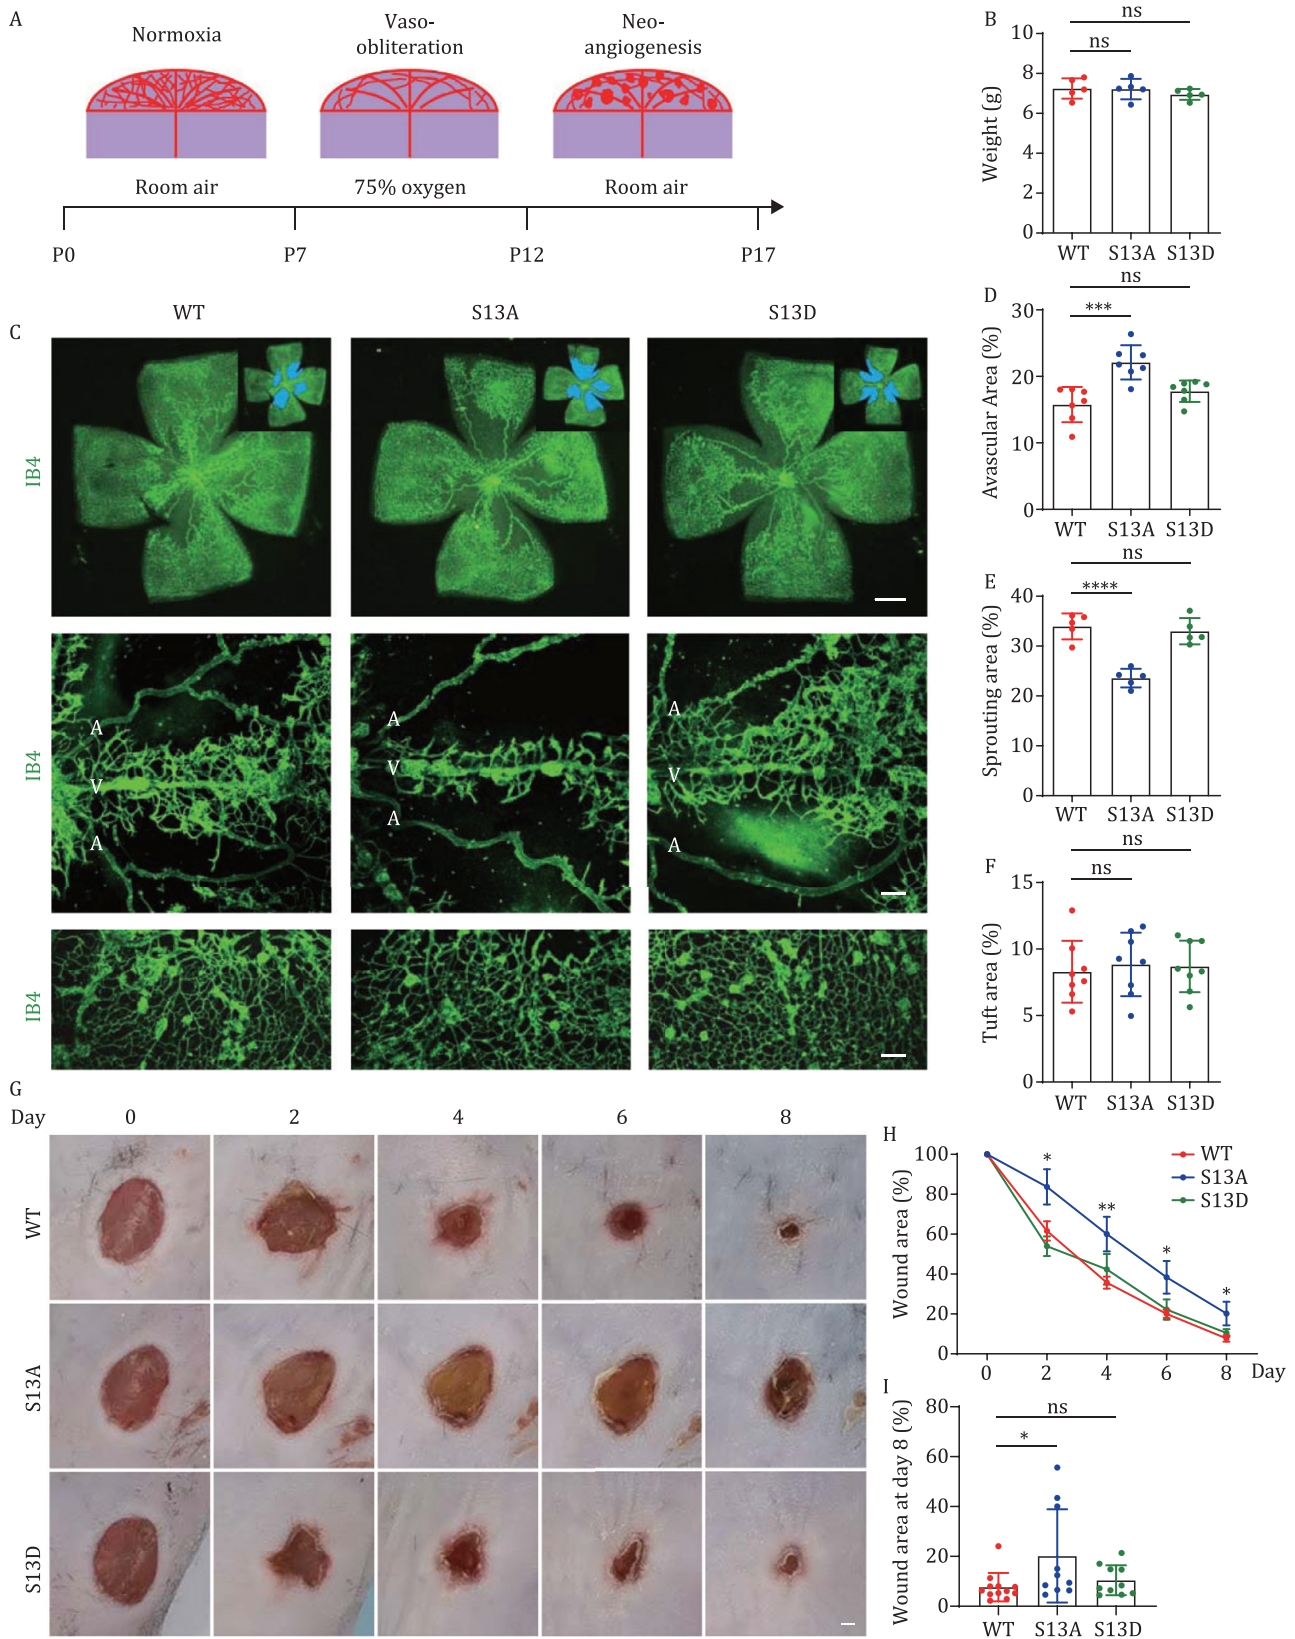 A
Normoxia
Vaso-
obliteration
Neo-
angiogenesis
Room air
75% oxygen
Room air
P0
P7
P12
P17
B
ns
ns
Weight (g)
10
8
6
4
2
0
WT
S13A
S13D
C
WT
S13A
S13D
IB4
IB4
A
V
A
A
V
A
A
V
A
IB4
D
ns
***
Avascular Area (%)
30
20
10
0
WT
S13A
S13D
E
ns
****
Sprouting area (%)
40
30
20
10
0
WT
S13A
S13D
F
ns
ns
Tuft area (%)
15
10
5
0
WT
S13A
S13D
G
Day
0
2
4
6
8
WT
S13A
S13D
H
Wound area (%)
100
80
60
40
20
0
*
**
*
*
WT
S13A
S13D
0
2
4
6
8
Day
I
ns
*
Wound area at day 8 (%)
80
60
40
20
0
WT
S13A
S13D